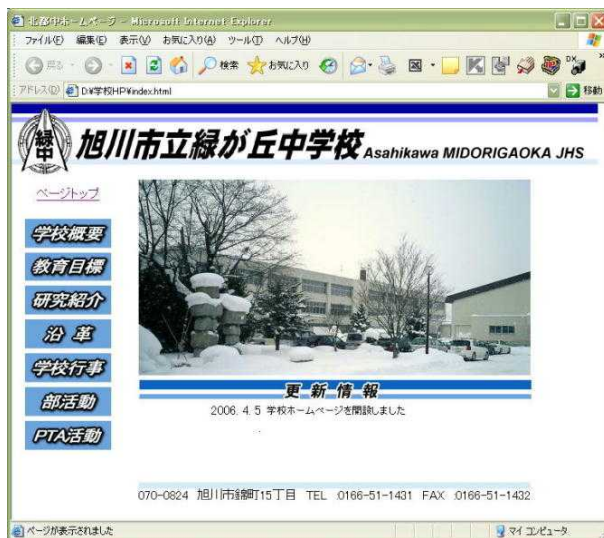 北都中ホームページ - Microsoft Internet Explorer
ファイル(F) 編集(E) 表示(V) お気に入り(A) ツール(T) ヘルプ(H)
戻る 検索 お気に入り
アドレス(D) D:¥学校HP¥index.html 移動
緑中
旭川市立緑が丘中学校 Asahikawa MIDORIGAOKA JHS
ページトップ
学校概要
教育目標
研究紹介
沿 革
学校行事
部活動
PTA活動
更 新 情 報
2006. 4. 5 学校ホームページを開設しました
070-0824 旭川市錦町15丁目 TEL :0166-51-1431 FAX :0166-51-1432
ページが表示されました マイ コンピュータ